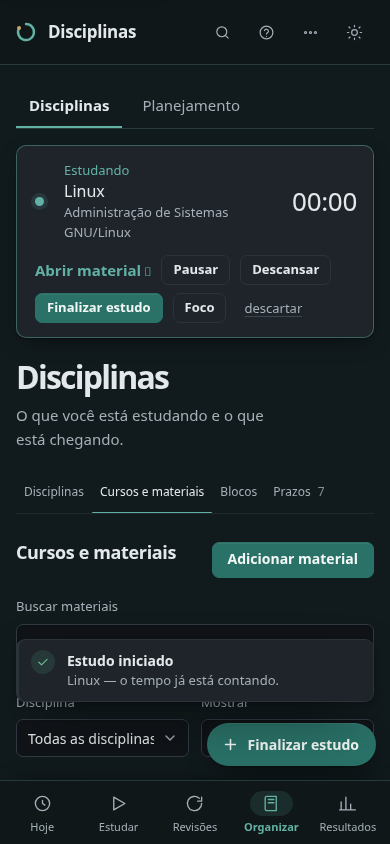 Disciplinas
Disciplinas
Planejamento
Estudando
Linux
Administração de Sistemas
GNU/Linux
00:00
Abrir material
Pausar
Descansar
Finalizar estudo
Foco
descartar
Disciplinas
O que você está estudando e o que
está chegando.
Disciplinas
Cursos e materiais
Blocos
Prazos 7
Cursos e materiais
Adicionar material
Buscar materiais
Estudo iniciado
Linux — o tempo já está contando.
Disciplina
Mostrar
Todas as disciplinas
+ Finalizar estudo
Hoje
Estudar
Revisões
Organizar
Resultados